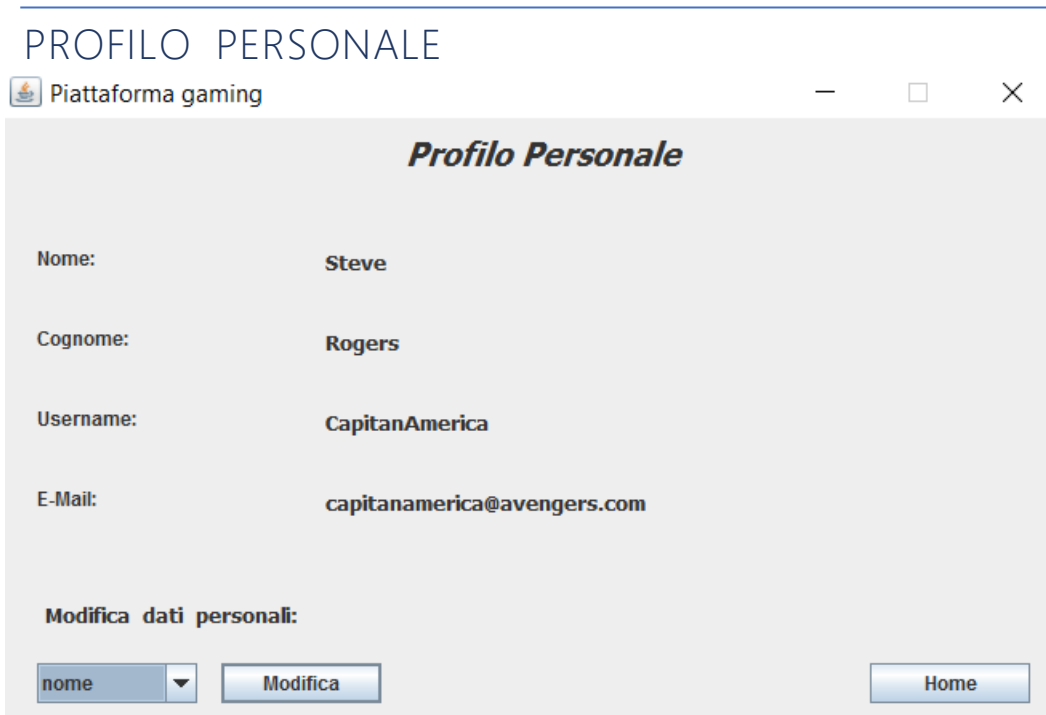 PROFILO PERSONALE
Piattaforma gaming
Profilo Personale
Nome: Steve
Cognome: Rogers
Username: CapitanAmerica
E-Mail: capitanamerica@avengers.com
Modifica dati personali:
nome Modifica Home